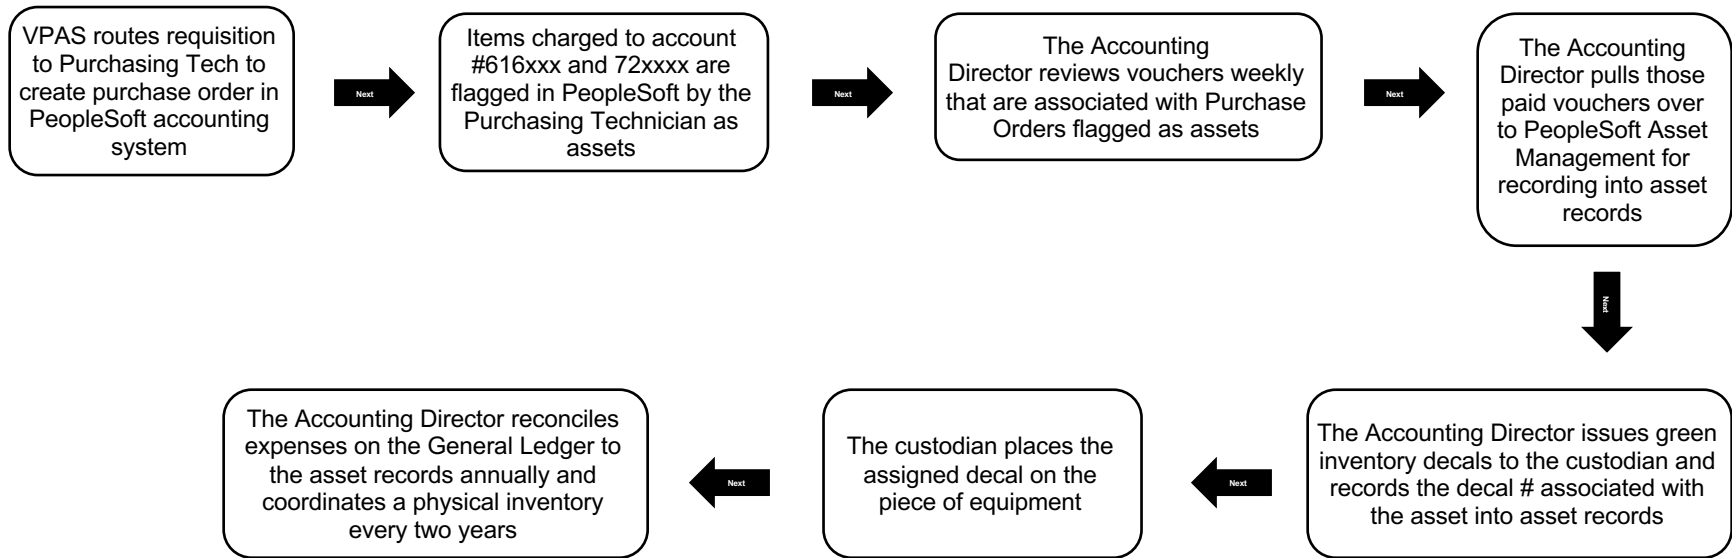 VPAS routes requisition
to Purchasing Tech to
create purchase order in
PeopleSoft accounting
system
Next
Items charged to account
#616xxx and 72xxxx are
flagged in PeopleSoft by the
Purchasing Technician as
assets
Next
The Accounting
Director reviews vouchers weekly
that are associated with Purchase
Orders flagged as assets
Next
The Accounting
Director pulls those
paid vouchers over
to PeopleSoft Asset
Management for
recording into asset
records
Next
The Accounting Director issues green
inventory decals to the custodian and
records the decal # associated with
the asset into asset records
Next
The custodian places the
assigned decal on the
piece of equipment
Next
The Accounting Director reconciles
expenses on the General Ledger to
the asset records annually and
coordinates a physical inventory
every two years